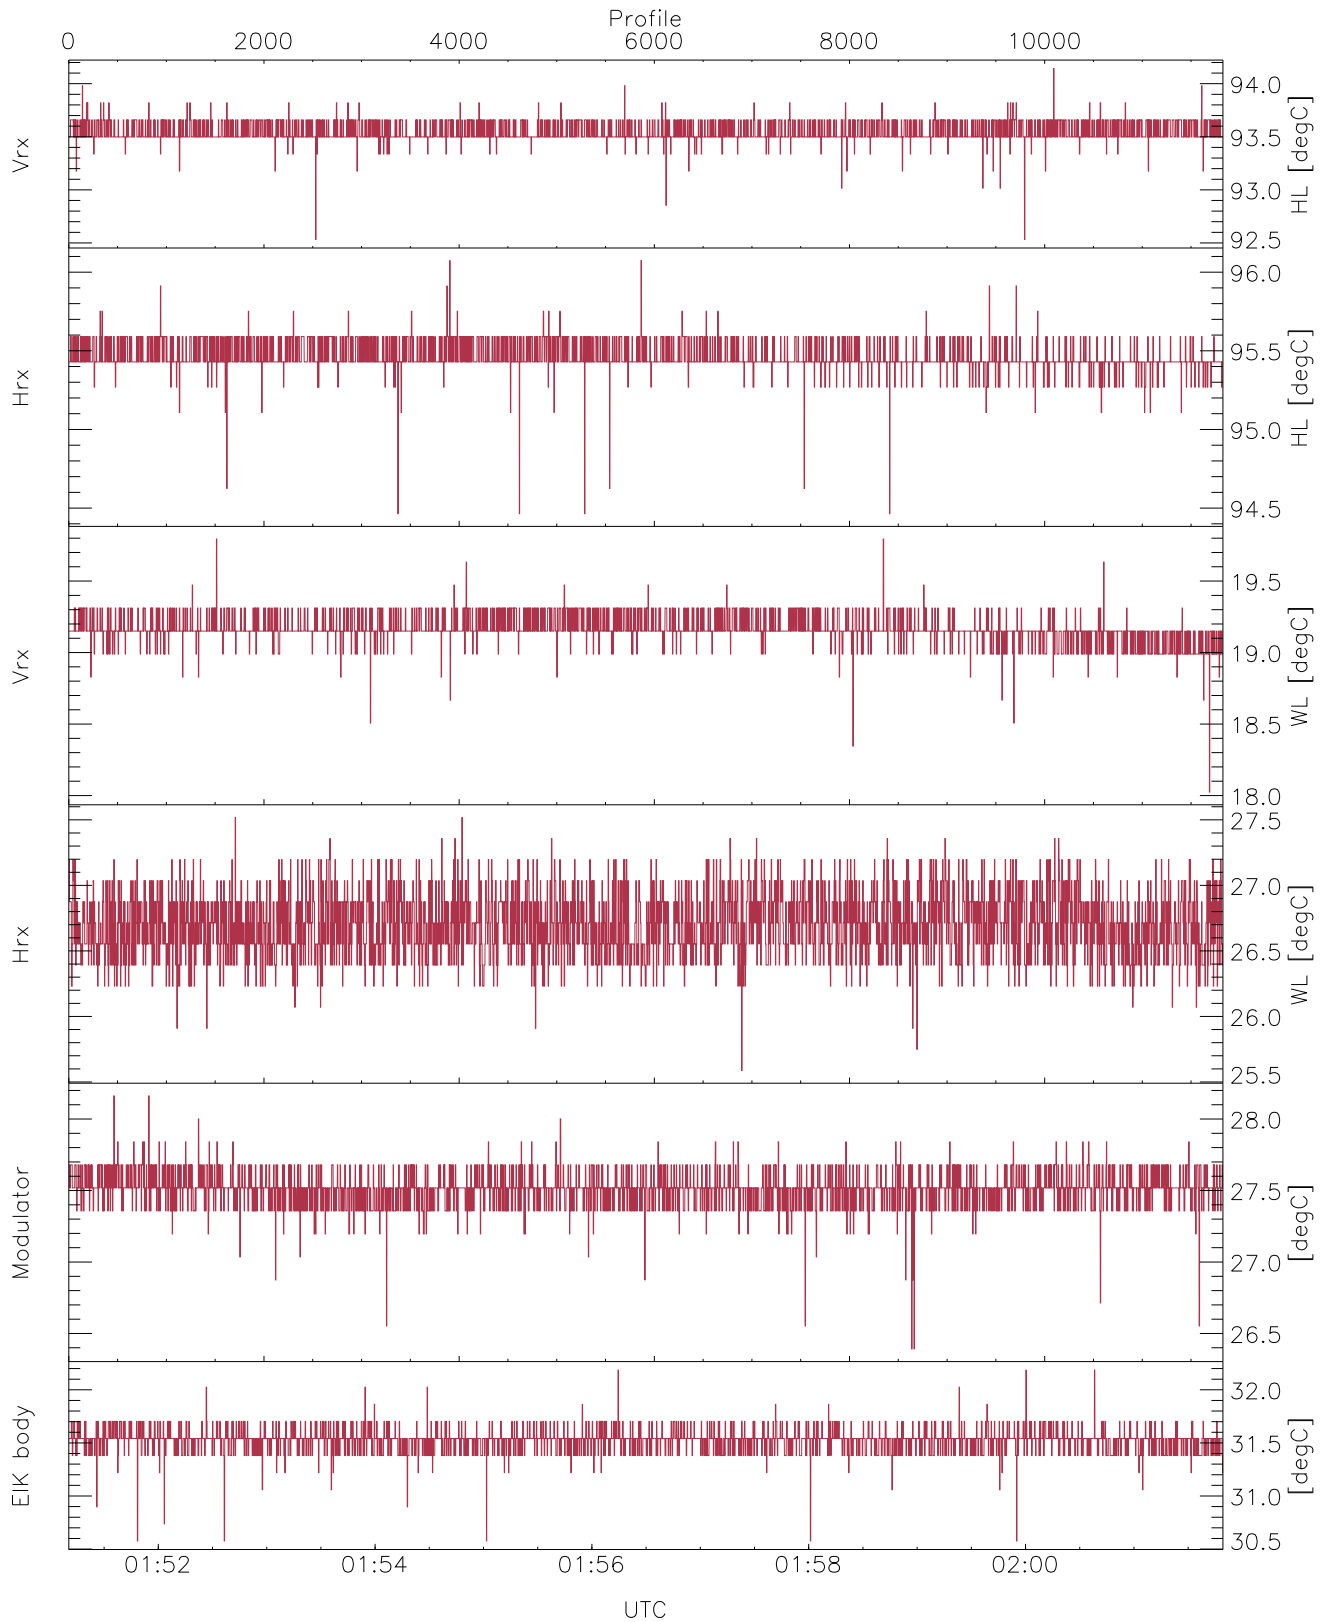 Profile
0 2000 4000 6000 8000 10000
Vrx
94.0
93.5
93.0
92.5
HL [degC]
Hrx
96.0
95.5
95.0
94.5
HL [degC]
Vrx
19.5
19.0
18.5
18.0
WL [degC]
Hrx
27.5
27.0
26.5
26.0
25.5
WL [degC]
Modulator
28.0
27.5
27.0
26.5
[degC]
EIK body
32.0
31.5
31.0
30.5
[degC]
01:52 01:54 01:56 01:58 02:00
UTC